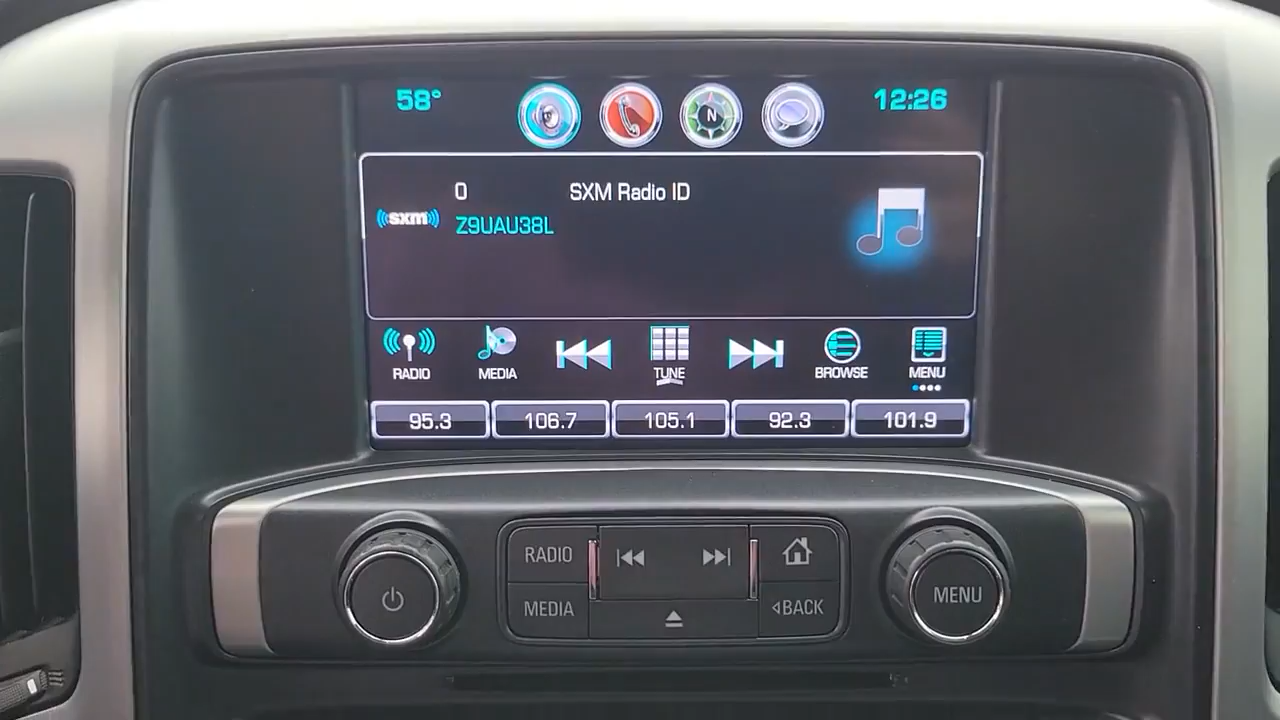 58°
N
12:26
0 SXM Radio ID
((sxm))
Z9UAU38L
RADIO MEDIA TUNE BROWSE MENU
95.3 106.7 105.1 92.3 101.9
RADIO
MEDIA
BACK
MENU